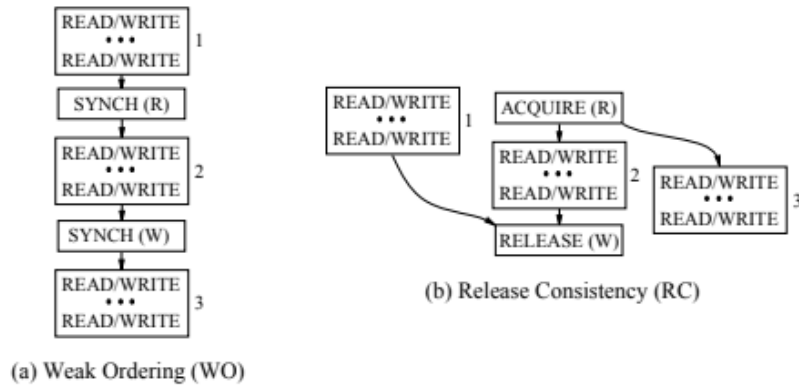 READ/WRITE
•••
READ/WRITE
1
SYNCH (R)
READ/WRITE
•••
READ/WRITE
2
SYNCH (W)
READ/WRITE
•••
READ/WRITE
3
(a) Weak Ordering (WO)
READ/WRITE
•••
READ/WRITE
1
ACQUIRE (R)
READ/WRITE
•••
READ/WRITE
2
RELEASE (W)
READ/WRITE
•••
READ/WRITE
3
(b) Release Consistency (RC)